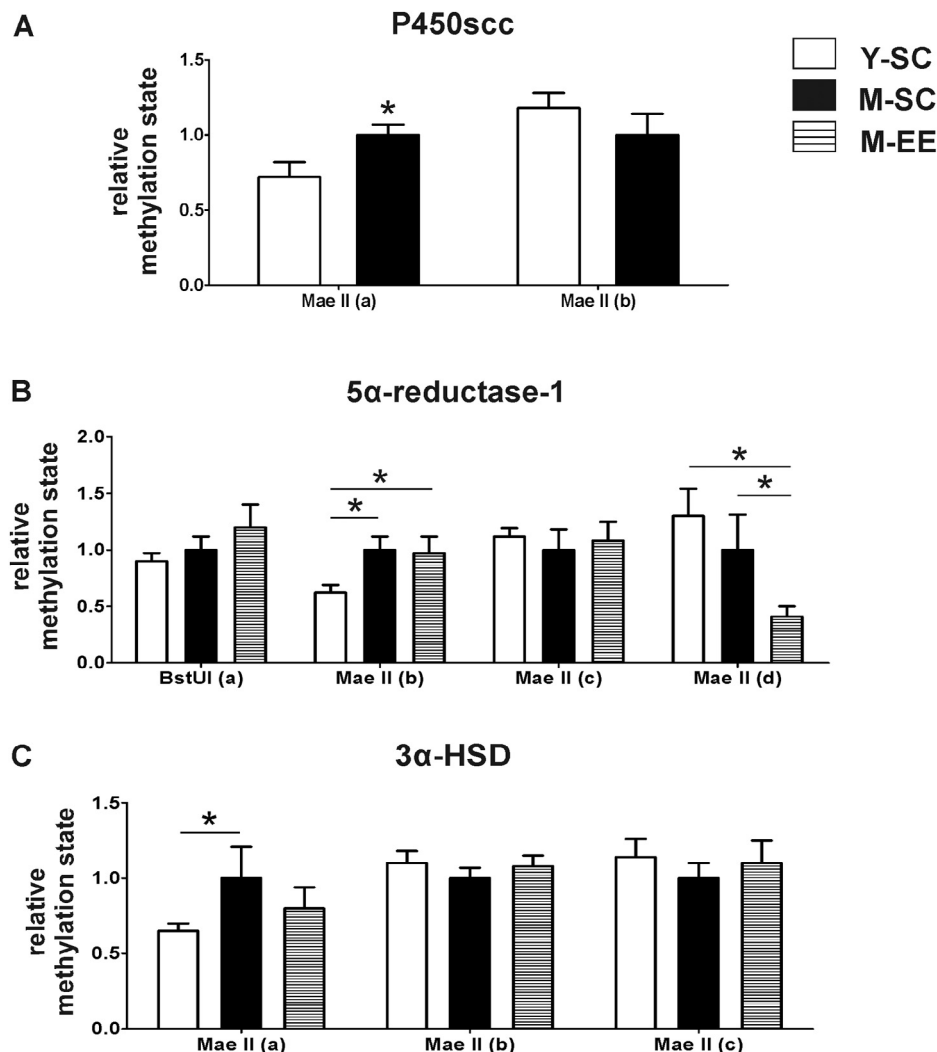 A
P450scc
Y-SC
M-SC
M-EE
relative
methylation state
1.5
1.0
0.5
0.0
*
Mae II (a)
Mae II (b)
B
5α-reductase-1
relative
methylation state
2.0
1.5
1.0
0.5
0.0
*
*
*
*
BstUI (a)
Mae II (b)
Mae II (c)
Mae II (d)
C
3α-HSD
relative
methylation state
1.5
1.0
0.5
0.0
*
Mae II (a)
Mae II (b)
Mae II (c)